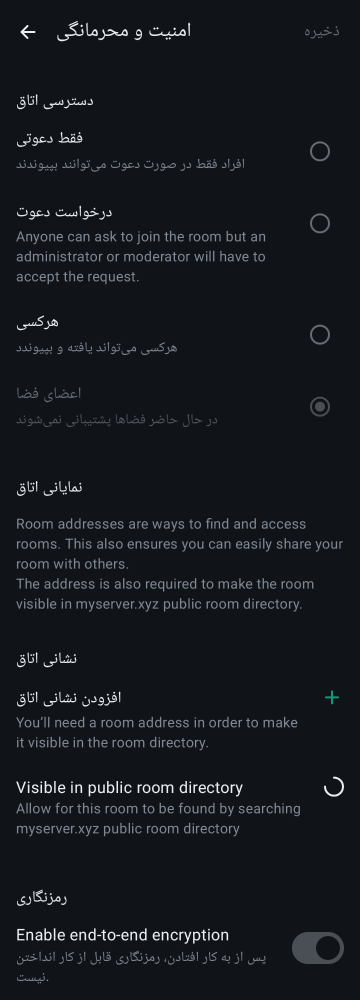 امنیت و محرمانگی
ذخیره
دسترسی اتاق
فقط دعوتی
افراد فقط در صورت دعوت می‌توانند بپیوندند
درخواست دعوت
Anyone can ask to join the room but an
administrator or moderator will have to
accept the request.
هرکسی
هرکسی می‌تواند یافته و بپیوندد
اعضای فضا
در حال حاضر فضاها پشتیبانی نمی‌شوند
نمایانی اتاق
Room addresses are ways to find and access
rooms. This also ensures you can easily share your
room with others.
The address is also required to make the room
visible in myserver.xyz public room directory.
نشانی اتاق
افزودن نشانی اتاق
You’ll need a room address in order to make
it visible in the room directory.
Visible in public room directory
Allow for this room to be found by searching
myserver.xyz public room directory
رمزنگاری
Enable end-to-end encryption
پس از به کار افتادن، رمزنگاری قابل از کار انداختن
نیست.